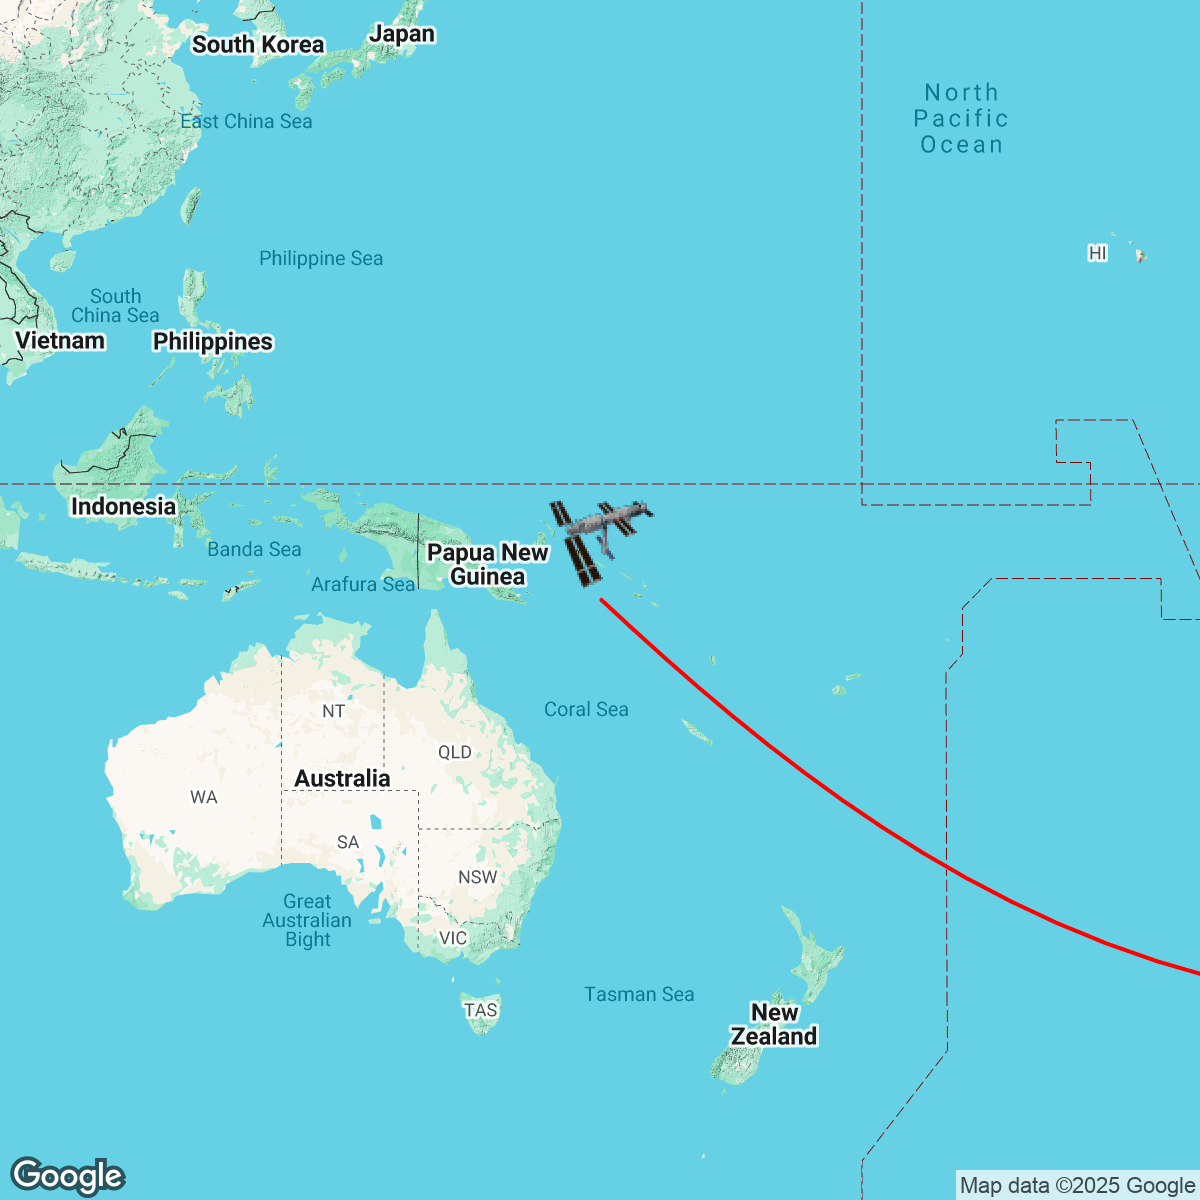 South Korea
Japan
East China Sea
North
Pacific
Ocean
Philippine Sea
HI
South
China Sea
Vietnam
Philippines
Indonesia
Banda Sea
Papua New
Guinea
Arafura Sea
NT
Coral Sea
QLD
Australia
WA
SA
NSW
Great
Australian
Bight
VIC
Tasman Sea
TAS
New
Zealand
Google
Map data ©2025 Google